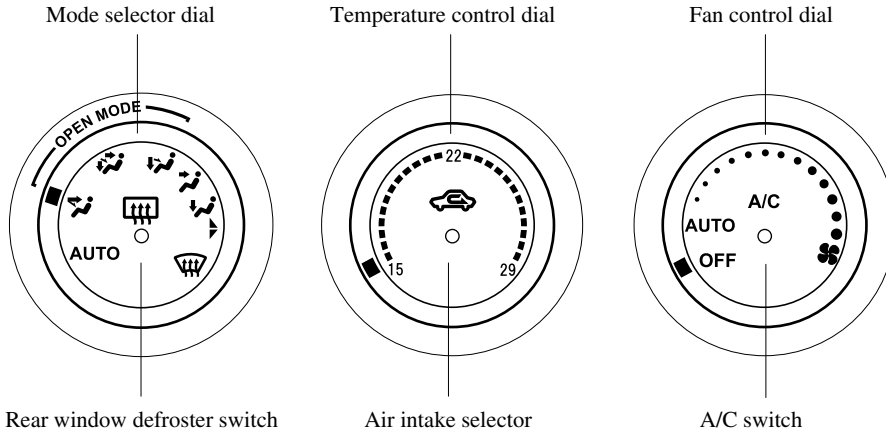 Mode selector dial
Temperature control dial
Fan control dial
OPEN MODE
AUTO
22
15
29
A/C
AUTO
OFF
Rear window defroster switch
Air intake selector
A/C switch